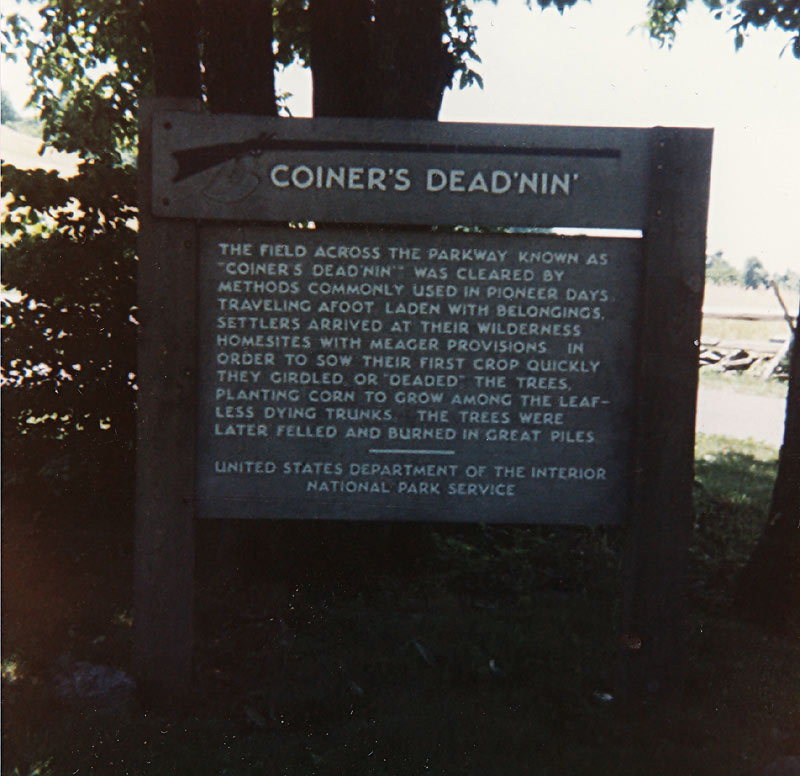 COINER'S DEAD'NIN'
THE FIELD ACROSS THE PARKWAY KNOWN AS
"COINER'S DEAD'NIN'" WAS CLEARED BY
METHODS COMMONLY USED IN PIONEER DAYS.
TRAVELING AFOOT, LADEN WITH BELONGINGS,
SETTLERS ARRIVED AT THEIR WILDERNESS
HOMESITES WITH MEAGER PROVISIONS. IN
ORDER TO SOW THEIR FIRST CROP QUICKLY
THEY GIRDLED, OR "DEADED" THE TREES,
PLANTING CORN TO GROW AMONG THE LEAF-
LESS DYING TRUNKS. THE TREES WERE
LATER FELLED AND BURNED IN GREAT PILES.
UNITED STATES DEPARTMENT OF THE INTERIOR
NATIONAL PARK SERVICE